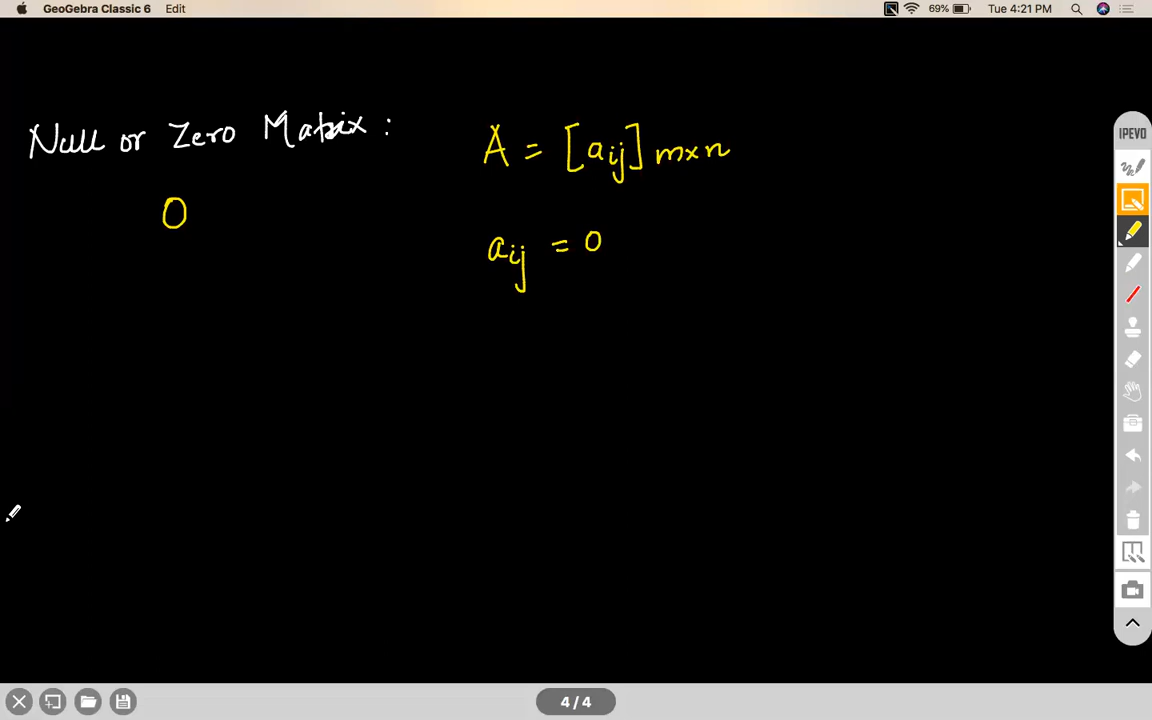 GeoGebra Classic 6 Edit 69% Tue 4:21 PM
Null or Zero Matrix : A = [aij] m×n
O
aij = 0
IPEVO
4 / 4